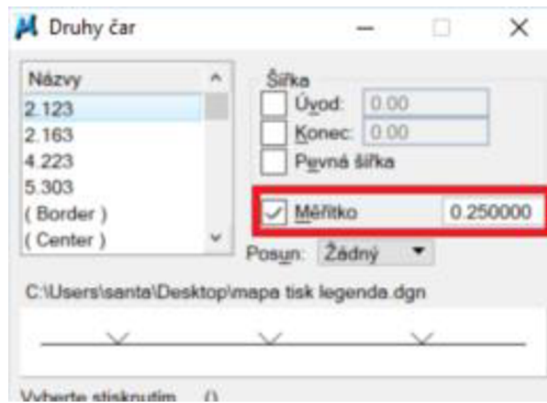 Druhy čar
Názvy
2.123
2.163
4.223
5.303
( Border )
( Center )
Šířka
Úvod: 0.00
Konec: 0.00
Pevná šířka
Měřítko 0.250000
Posun: Žádný
C:\Users\santa\Desktop\mapa tisk legenda.dgn
Vyberte stisknutím ()